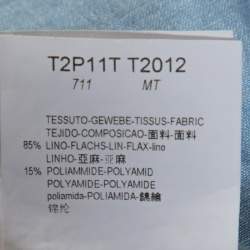 T2P11T T2012
711 MT
TESSUTO-GEWEBE-TISSUS-FABRIC
TEJIDO-COMPOSICAO-面料-面料
85% LINO-FLACHS-LIN-FLAX-lino
LINHO-亞麻-亚麻
15% POLIAMMIDE-POLYAMID
POLYAMIDE-POLYAMIDE
poliamida-POLIAMIDA-錦綸
锦纶